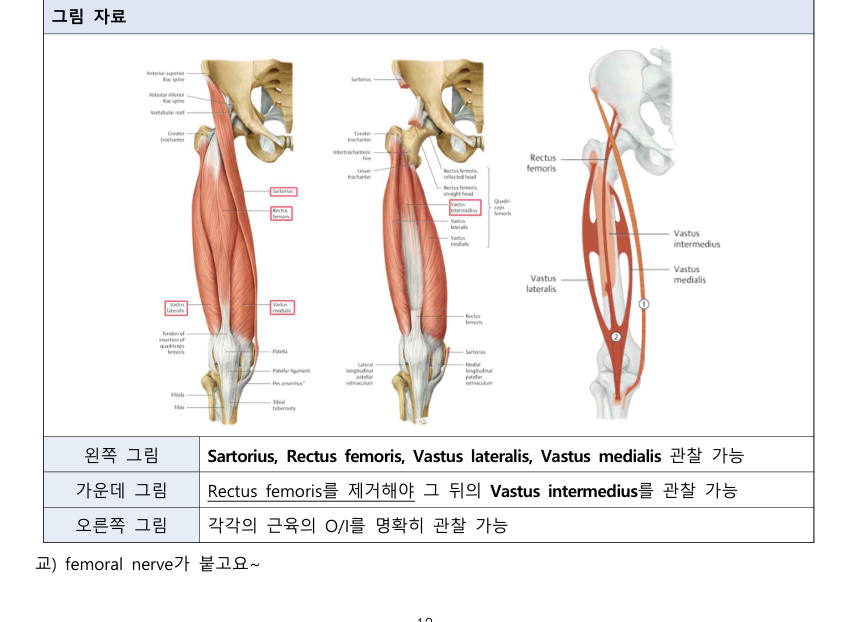 그림 자료
Anterior superior
iliac spine
Anterior inferior
iliac spine
Acetabular roof
Greater
trochanter
Sartorius
Rectus
femoris
Vastus
lateralis
Vastus
medialis
Tendon of
insertion of
quadriceps
femoris
Patella
Patellar ligament
Pes anserinus*
Fibula
Tibia
Tibial
tuberosity
Sartorius
Greater
trochanter
Intertrochanteric
line
Lesser
trochanter
Rectus femoris,
reflected head
Rectus femoris,
straight head
Vastus
intermedius
Vastus
lateralis
Vastus
medialis
Quadri-
ceps
femoris
Rectus
femoris
Sartorius
Lateral
longitudinal
patellar
retinaculum
Medial
longitudinal
patellar
retinaculum
Rectus
femoris
Vastus
intermedius
Vastus
lateralis
Vastus
medialis
1
2
왼쪽 그림 Sartorius, Rectus femoris, Vastus lateralis, Vastus medialis 관찰 가능
가운데 그림 Rectus femoris를 제거해야 그 뒤의 Vastus intermedius를 관찰 가능
오른쪽 그림 각각의 근육의 O/I를 명확히 관찰 가능
교) femoral nerve가 붙고요~